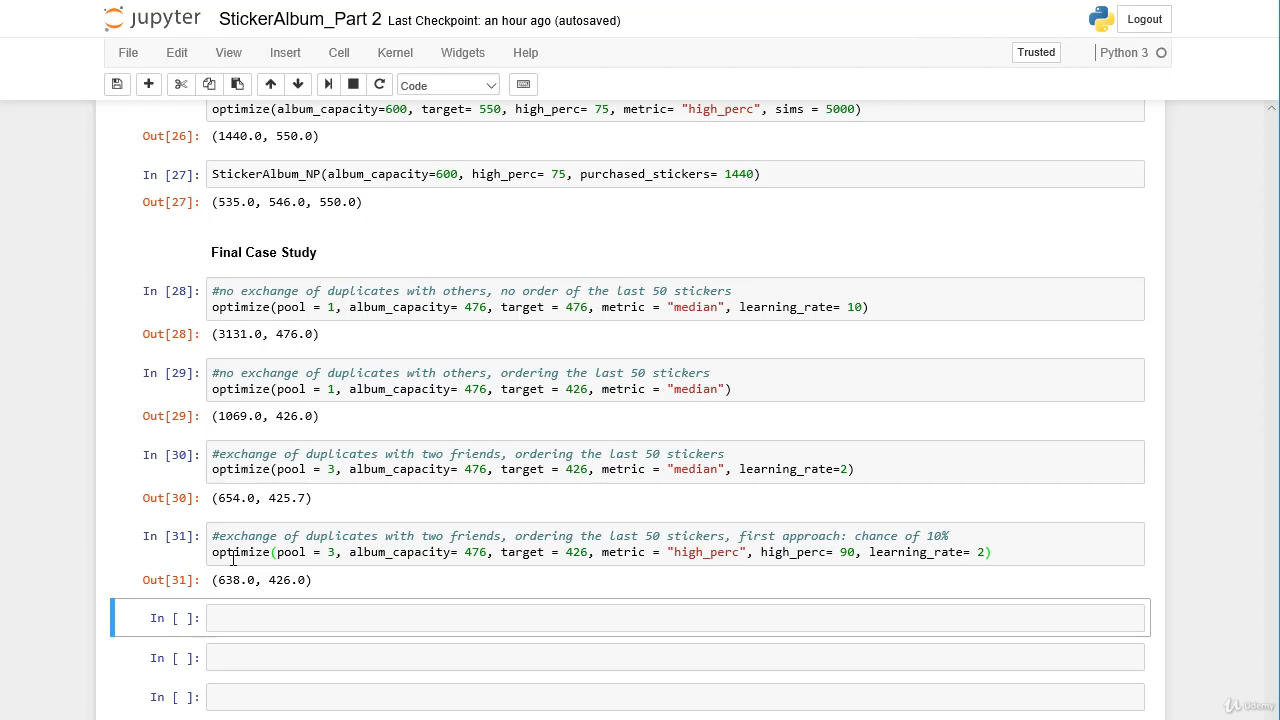 jupyter StickerAlbum_Part 2 Last Checkpoint: an hour ago (autosaved) Logout
File Edit View Insert Cell Kernel Widgets Help Trusted Python 3
Code
optimize(album_capacity=600, target= 550, high_perc= 75, metric= "high_perc", sims = 5000)
Out[26]: (1440.0, 550.0)
In [27]: StickerAlbum_NP(album_capacity=600, high_perc= 75, purchased_stickers= 1440)
Out[27]: (535.0, 546.0, 550.0)
Final Case Study
In [28]: #no exchange of duplicates with others, no order of the last 50 stickers
optimize(pool = 1, album_capacity= 476, target = 476, metric = "median", learning_rate= 10)
Out[28]: (3131.0, 476.0)
In [29]: #no exchange of duplicates with others, ordering the last 50 stickers
optimize(pool = 1, album_capacity= 476, target = 426, metric = "median")
Out[29]: (1069.0, 426.0)
In [30]: #exchange of duplicates with two friends, ordering the last 50 stickers
optimize(pool = 3, album_capacity= 476, target = 426, metric = "median", learning_rate=2)
Out[30]: (654.0, 425.7)
In [31]: #exchange of duplicates with two friends, ordering the last 50 stickers, first approach: chance of 10%
optimize(pool = 3, album_capacity= 476, target = 426, metric = "high_perc", high_perc= 90, learning_rate= 2)
Out[31]: (638.0, 426.0)
In [ ]:
In [ ]:
In [ ]:
Udemy